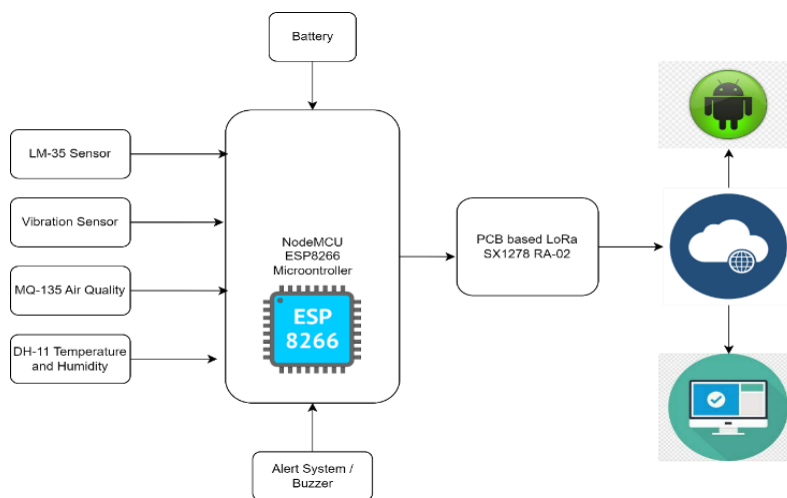 Battery
LM-35 Sensor
Vibration Sensor
MQ-135 Air Quality
DH-11 Temperature
and Humidity
NodeMCU
ESP8266
Microontroller
ESP
8266
PCB based LoRa
SX1278 RA-02
Alert System /
Buzzer